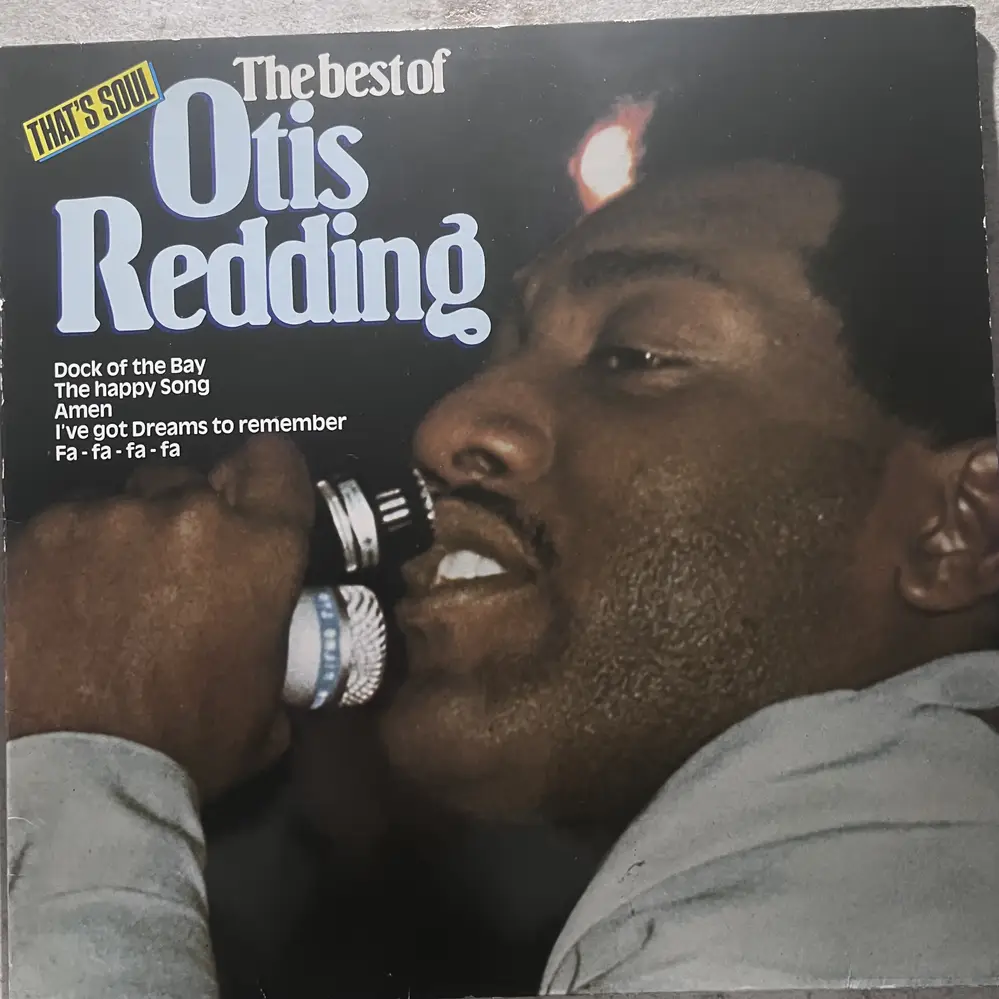 THAT'S SOUL
The best of
Otis
Redding
Dock of the Bay
The happy Song
Amen
I've got Dreams to remember
Fa - fa - fa - fa